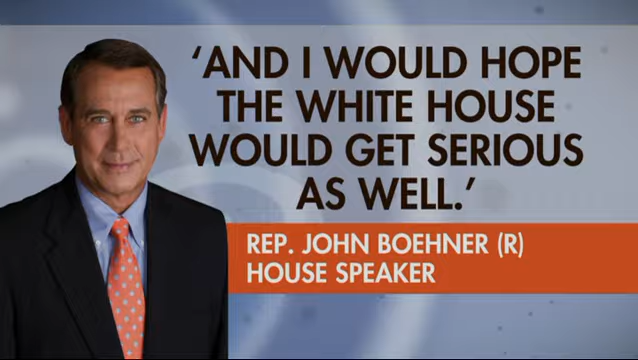 ‘AND I WOULD HOPE
THE WHITE HOUSE
WOULD GET SERIOUS
AS WELL.’
REP. JOHN BOEHNER (R)
HOUSE SPEAKER